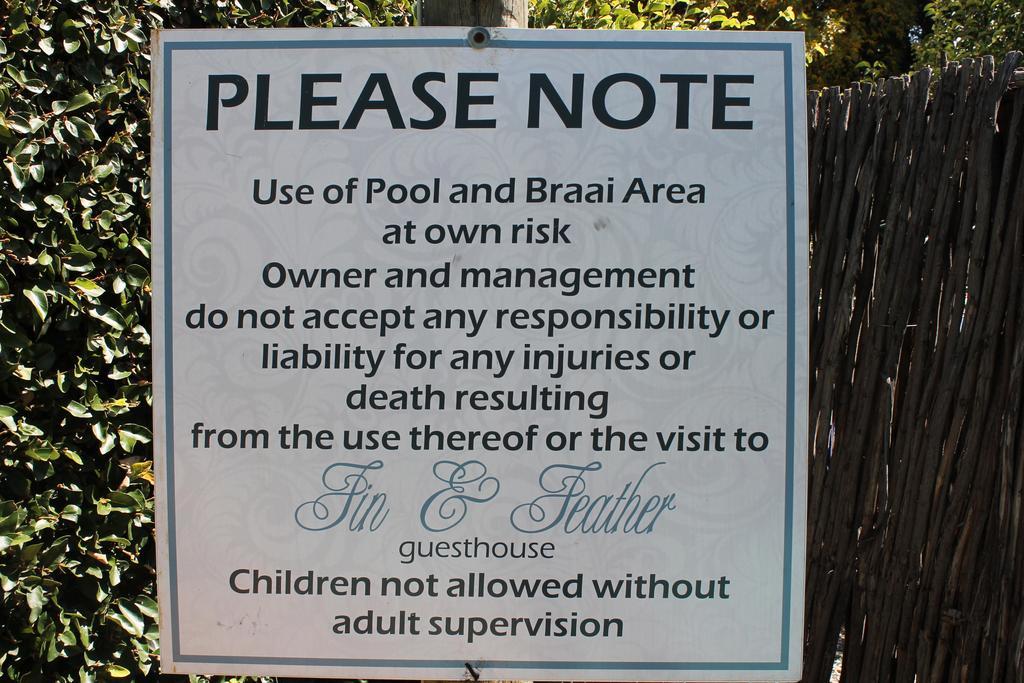 PLEASE NOTE
Use of Pool and Braai Area
at own risk
Owner and management
do not accept any responsibility or
liability for any injuries or
death resulting
from the use thereof or the visit to
Fin & Feather
guesthouse
Children not allowed without
adult supervision